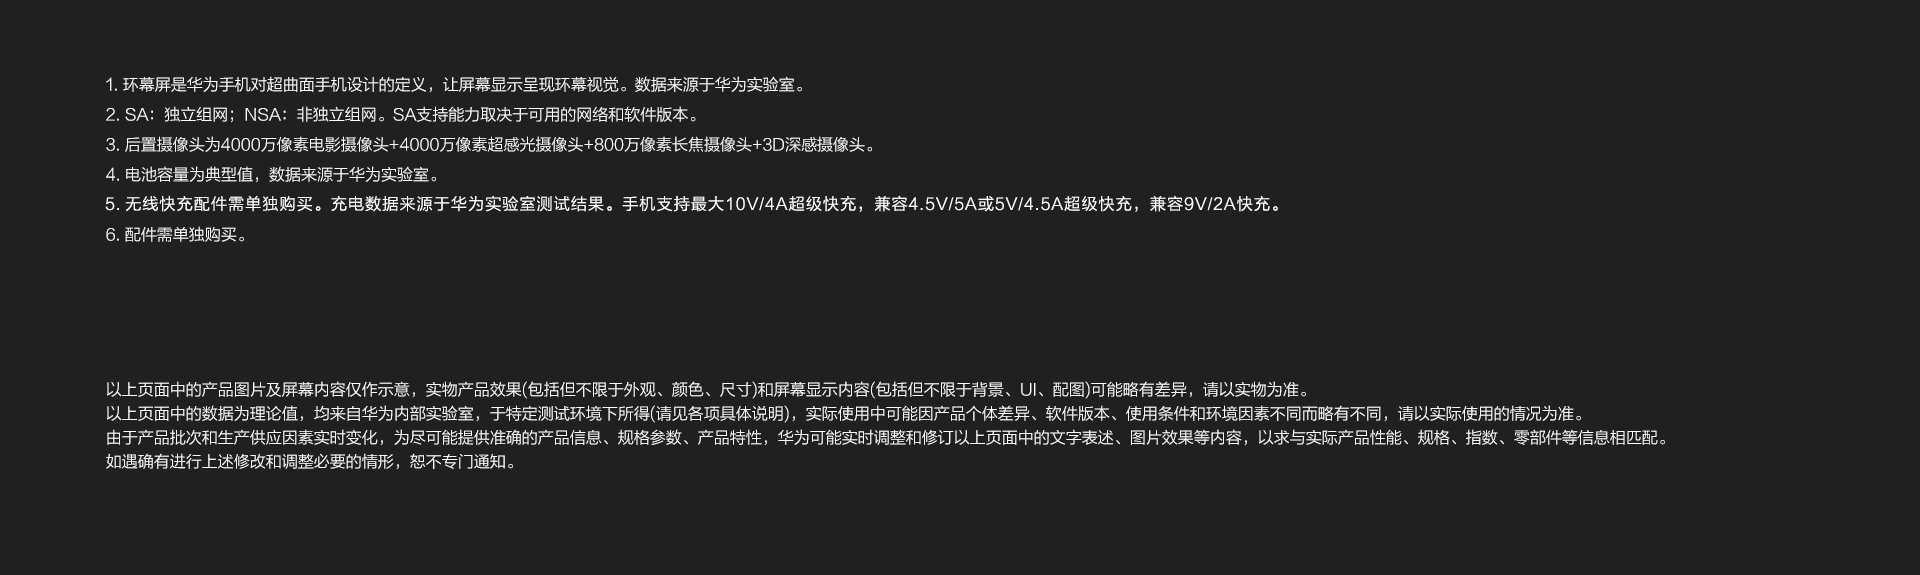 1. 环幕屏是华为手机对超曲面手机设计的定义，让屏幕显示呈现环幕视觉。数据来源于华为实验室。
2. SA：独立组网；NSA：非独立组网。SA支持能力取决于可用的网络和软件版本。
3. 后置摄像头为4000万像素电影摄像头+4000万像素超感光摄像头+800万像素长焦摄像头+3D深感摄像头。
4. 电池容量为典型值，数据来源于华为实验室。
5. 无线快充配件需单独购买。充电数据来源于华为实验室测试结果。手机支持最大10V/4A超级快充，兼容4.5V/5A或5V/4.5A超级快充，兼容9V/2A快充。
6. 配件需单独购买。
以上页面中的产品图片及屏幕内容仅作示意，实物产品效果(包括但不限于外观、颜色、尺寸)和屏幕显示内容(包括但不限于背景、UI、配图)可能略有差异，请以实物为准。
以上页面中的数据为理论值，均来自华为内部实验室，于特定测试环境下所得(请见各项具体说明)，实际使用中可能因产品个体差异、软件版本、使用条件和环境因素不同而略有不同，请以实际使用的情况为准。
由于产品批次和生产供应因素实时变化，为尽可能提供准确的产品信息、规格参数、产品特性，华为可能实时调整和修订以上页面中的文字表述、图片效果等内容，以求与实际产品性能、规格、指数、零部件等信息相匹配。
如遇确有进行上述修改和调整必要的情形，恕不专门通知。